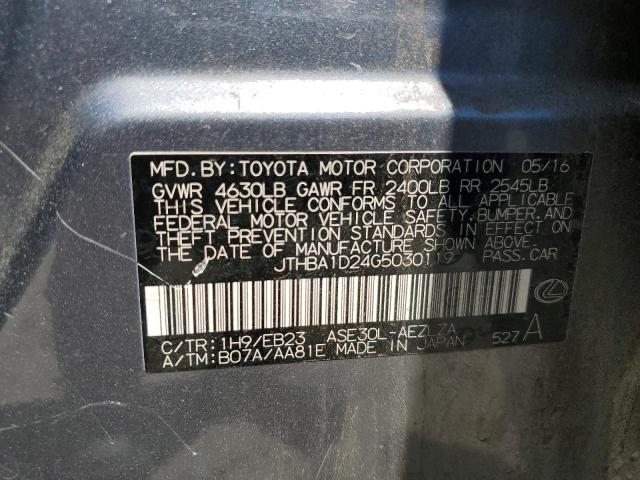 MFD.BY:TOYOTA MOTOR CORPORATION 05/16
GVWR 4630LB GAWR FR 2400LB RR 2545LB
THIS VEHICLE CONFORMS TO ALL APPLICABLE
FEDERAL MOTOR VEHICLE SAFETY,BUMPER,AND
THEFT PREVENTION STANDARDS IN EFFECT ON
THE DATE OF MANUFACTURE SHOWN ABOVE.
JTHBA1D24G5030119 PASS.CAR
C/TR:1H9/EB23 ASE30L-AEZLZA
A/TM:B07A/AA81E MADE IN JAPAN 527A